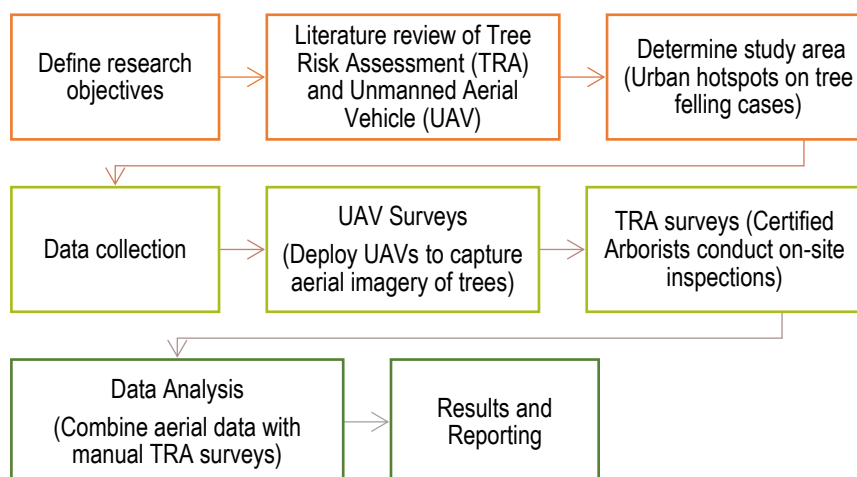 Define research
objectives
Literature review of Tree
Risk Assessment (TRA)
and Unmanned Aerial
Vehicle (UAV)
Determine study area
(Urban hotspots on tree
felling cases)
Data collection
UAV Surveys
(Deploy UAVs to capture
aerial imagery of trees)
TRA surveys (Certified
Arborists conduct on-site
inspections)
Data Analysis
(Combine aerial data with
manual TRA surveys)
Results and
Reporting